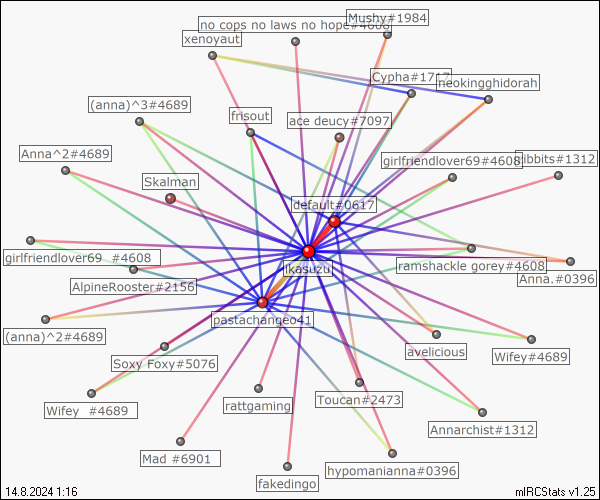 Mushy#1984
no cops no laws no hope#4608
xenoyaut
Cypha#1717
neokingghidorah
(anna)^3#4689
frisout
ace deucy#7097
Anna^2#4689
girlfriendlover69#4608
ribbits#1312
Skalman
default#0617
girlfriendlover69 #4608
ikasuzu
ramshackle gorey#4608
Anna.#0396
AlpineRooster#2156
pastachangeo41
(anna)^2#4689
avelicious
Wifey#4689
Soxy Foxy#5076
Toucan#2473
Wifey #4689
rattgaming
Annarchist#1312
Mad #6901
hypomanianna#0396
fakedingo
14.8.2024 1:16
mIRCStats v1.25